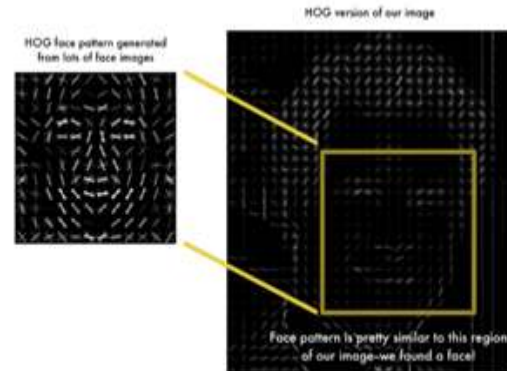 HOG version of our image
HOG face pattern generated
from lots of face images
Face pattern is pretty similar to this region
of our image–we found a face!